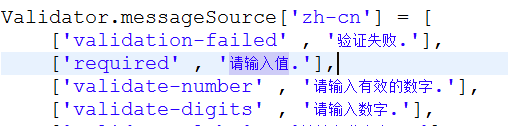 Validator.messageSource['zh-cn'] = [
['validation-failed' , '验证失败.'],
['required' , '请输入值.'],
['validate-number' , '请输入有效的数字.'],
['validate-digits' , '请输入数字.'],